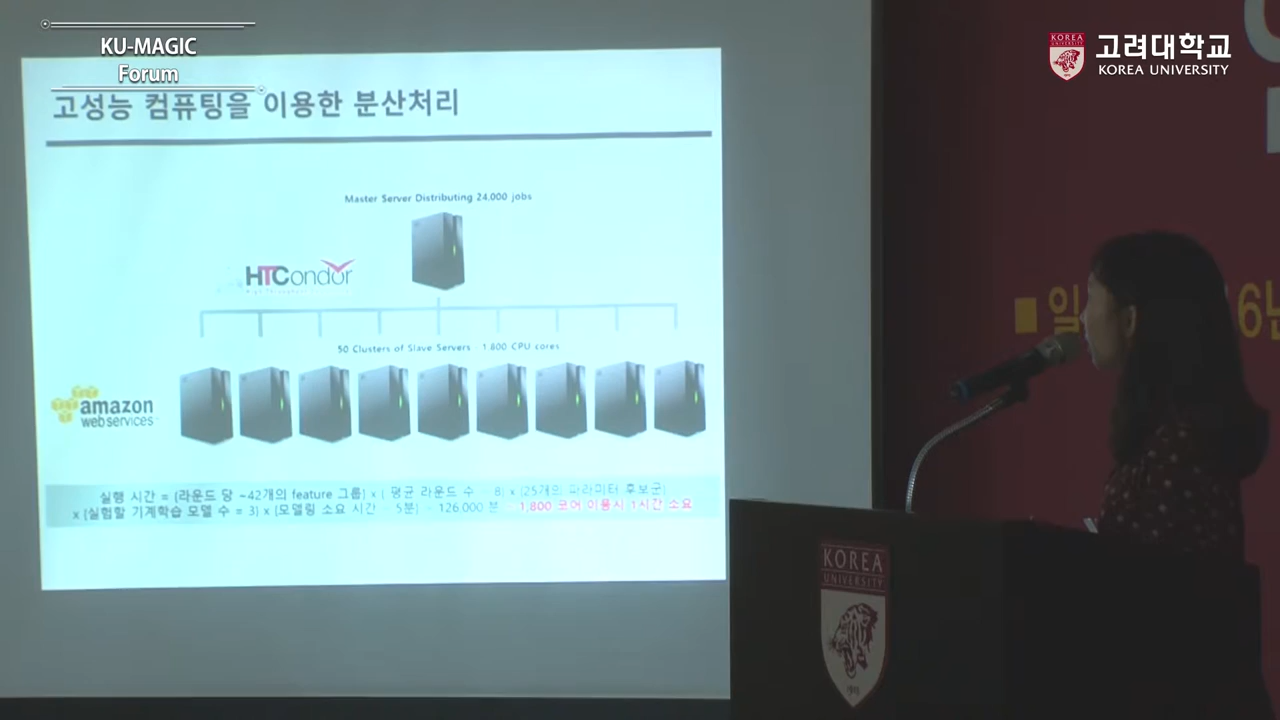 KU-MAGIC
Forum
KOREA
고려대학교
KOREA UNIVERSITY
고성능 컴퓨팅을 이용한 분산처리
Master Server Distributing 24,000 jobs
HTCondor
50 Clusters of Slave Servers - 1,800 CPU cores
amazon
web services
실행 시간 = (라운드 당 ~42개의 feature 그룹) x ( 평균 라운드 수 8) x (25개의 파라미터 후보군)
x (실험할 기계학습 모델 수 = 3) x (모델링 소요 시간 5분) 126,000 분 1,800 코어 이용시 1시간 소요
■ 일
6년
KOREA
UNIVERSITY